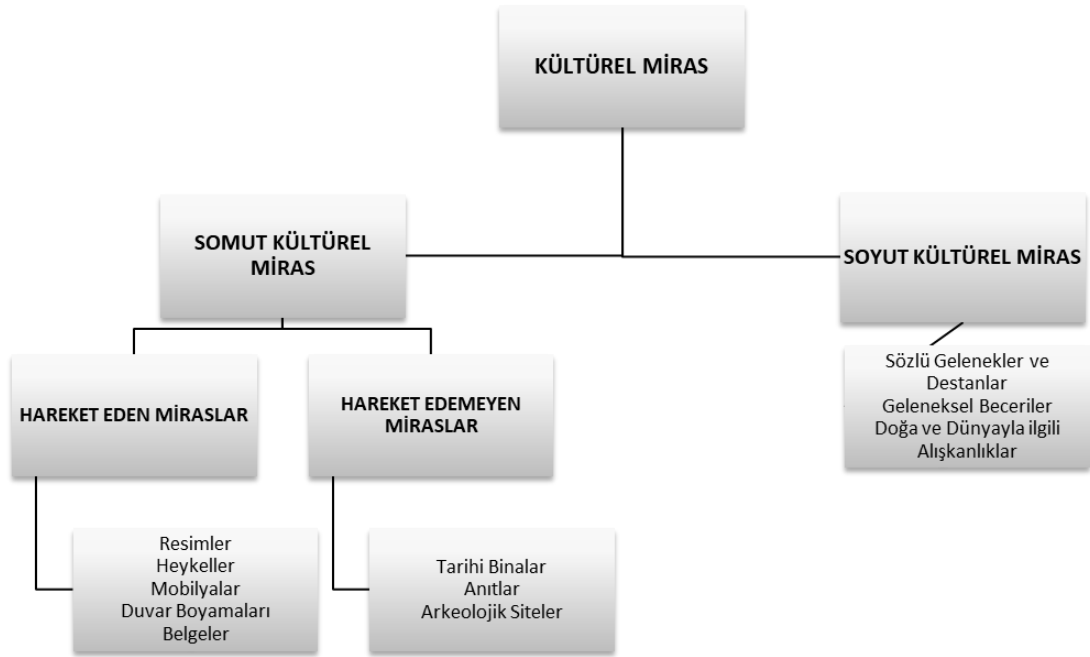 KÜLTÜREL MİRAS
SOMUT KÜLTÜREL
MİRAS
SOYUT KÜLTÜREL MİRAS
HAREKET EDEN MİRASLAR
HAREKET EDEMEYEN
MİRASLAR
Sözlü Gelenekler ve
Destanlar
Geleneksel Beceriler
Doğa ve Dünyayla ilgili
Alışkanlıklar
Resimler
Heykeller
Mobilyalar
Duvar Boyamaları
Belgeler
Tarihi Binalar
Anıtlar
Arkeolojik Siteler